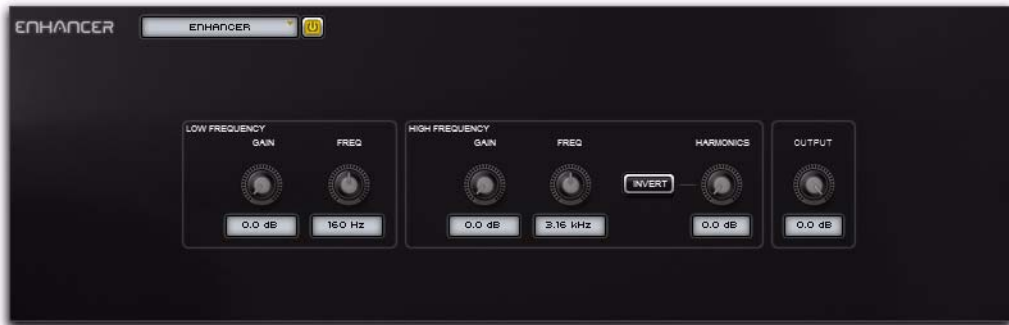 ENHANCER ENHANCER
LOW FREQUENCY HIGH FREQUENCY
GAIN FREQ GAIN FREQ HARMONICS OUTPUT
INVERT
0.0 dB 160 Hz 0.0 dB 3.16 kHz 0.0 dB 0.0 dB